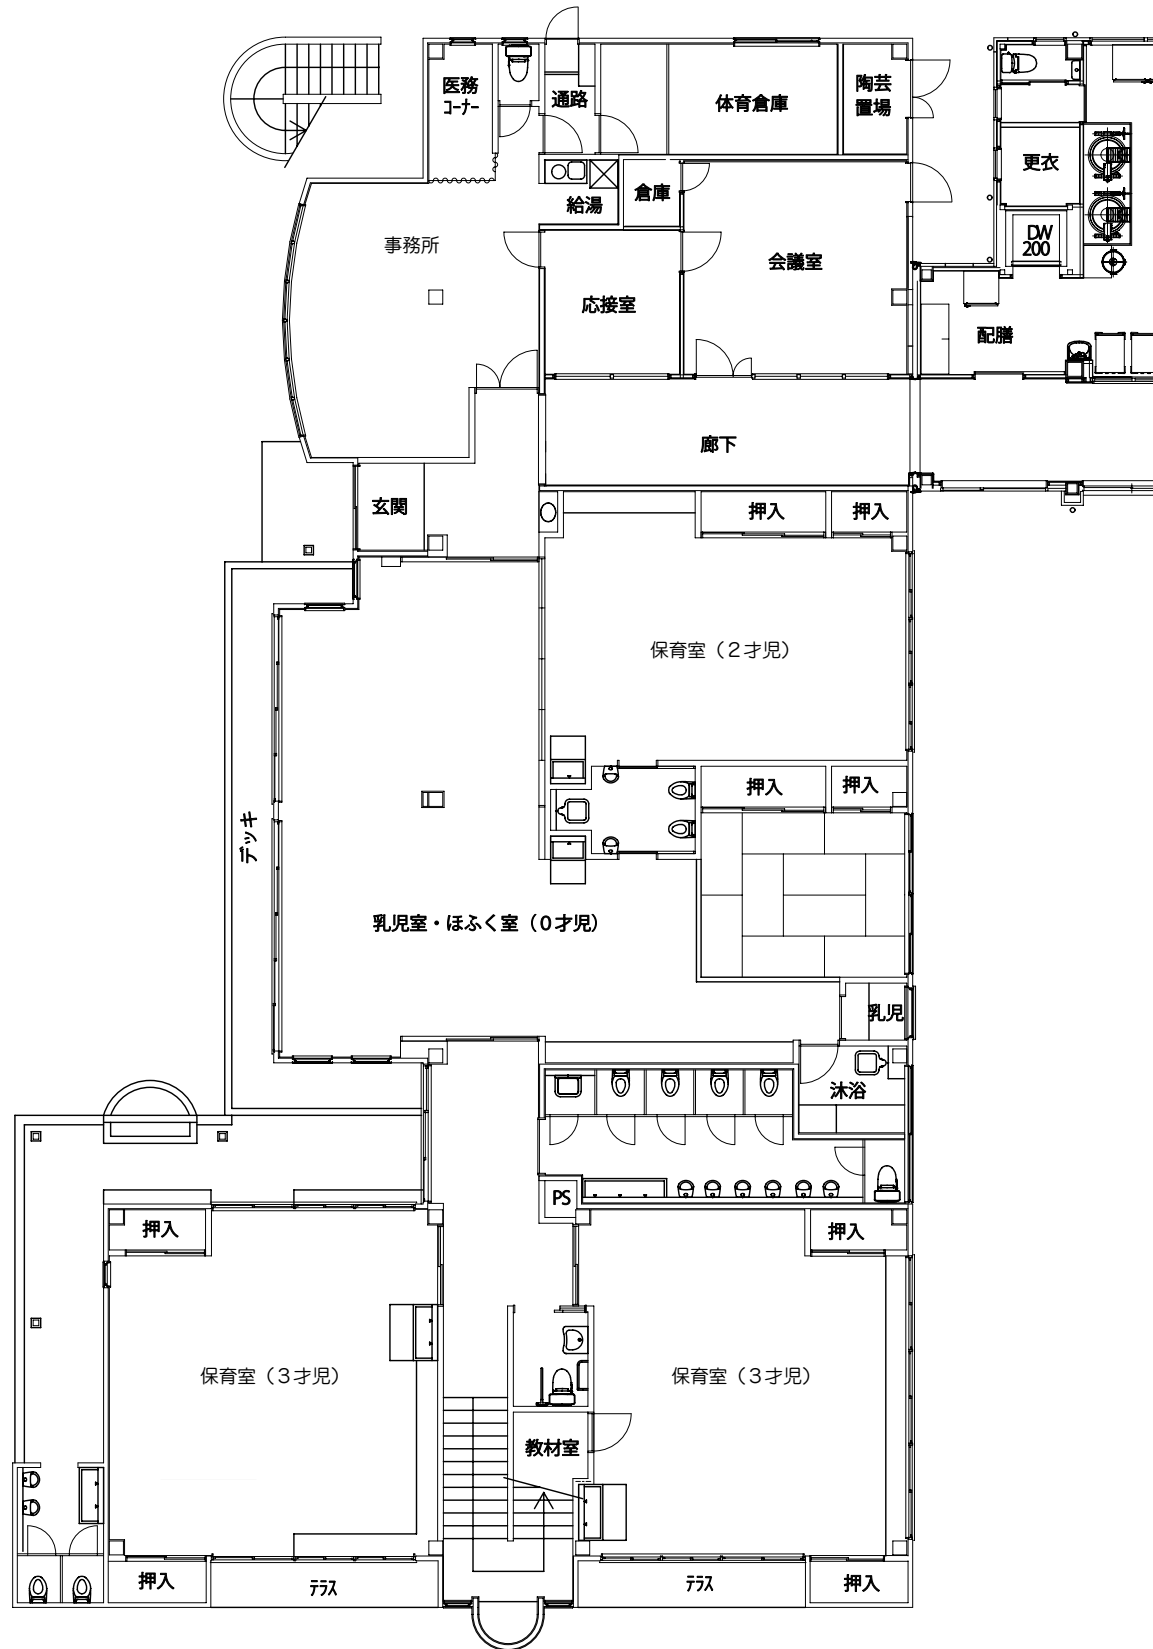 医務
ｺｰﾅｰ
通路
体育倉庫
陶芸
置場
更衣
倉庫
給湯
DW
200
事務所
会議室
応接室
配膳
廊下
玄関
押入
押入
保育室（２才児）
押入
押入
デッキ
乳児室・ほふく室（０才児）
乳児
沐浴
PS
押入
押入
保育室（３才児）
保育室（３才児）
教材室
押入
ﾃﾗｽ
ﾃﾗｽ
押入